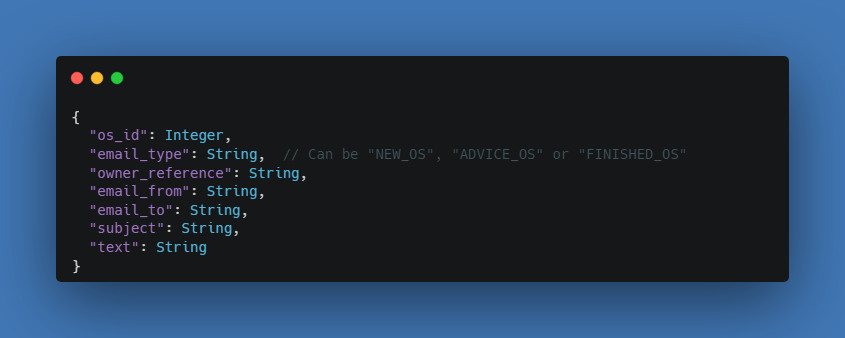 {
"os_id": Integer,
"email_type": String,  // Can be "NEW_OS", "ADVICE_OS" or "FINISHED_OS"
"owner_reference": String,
"email_from": String,
"email_to": String,
"subject": String,
"text": String
}